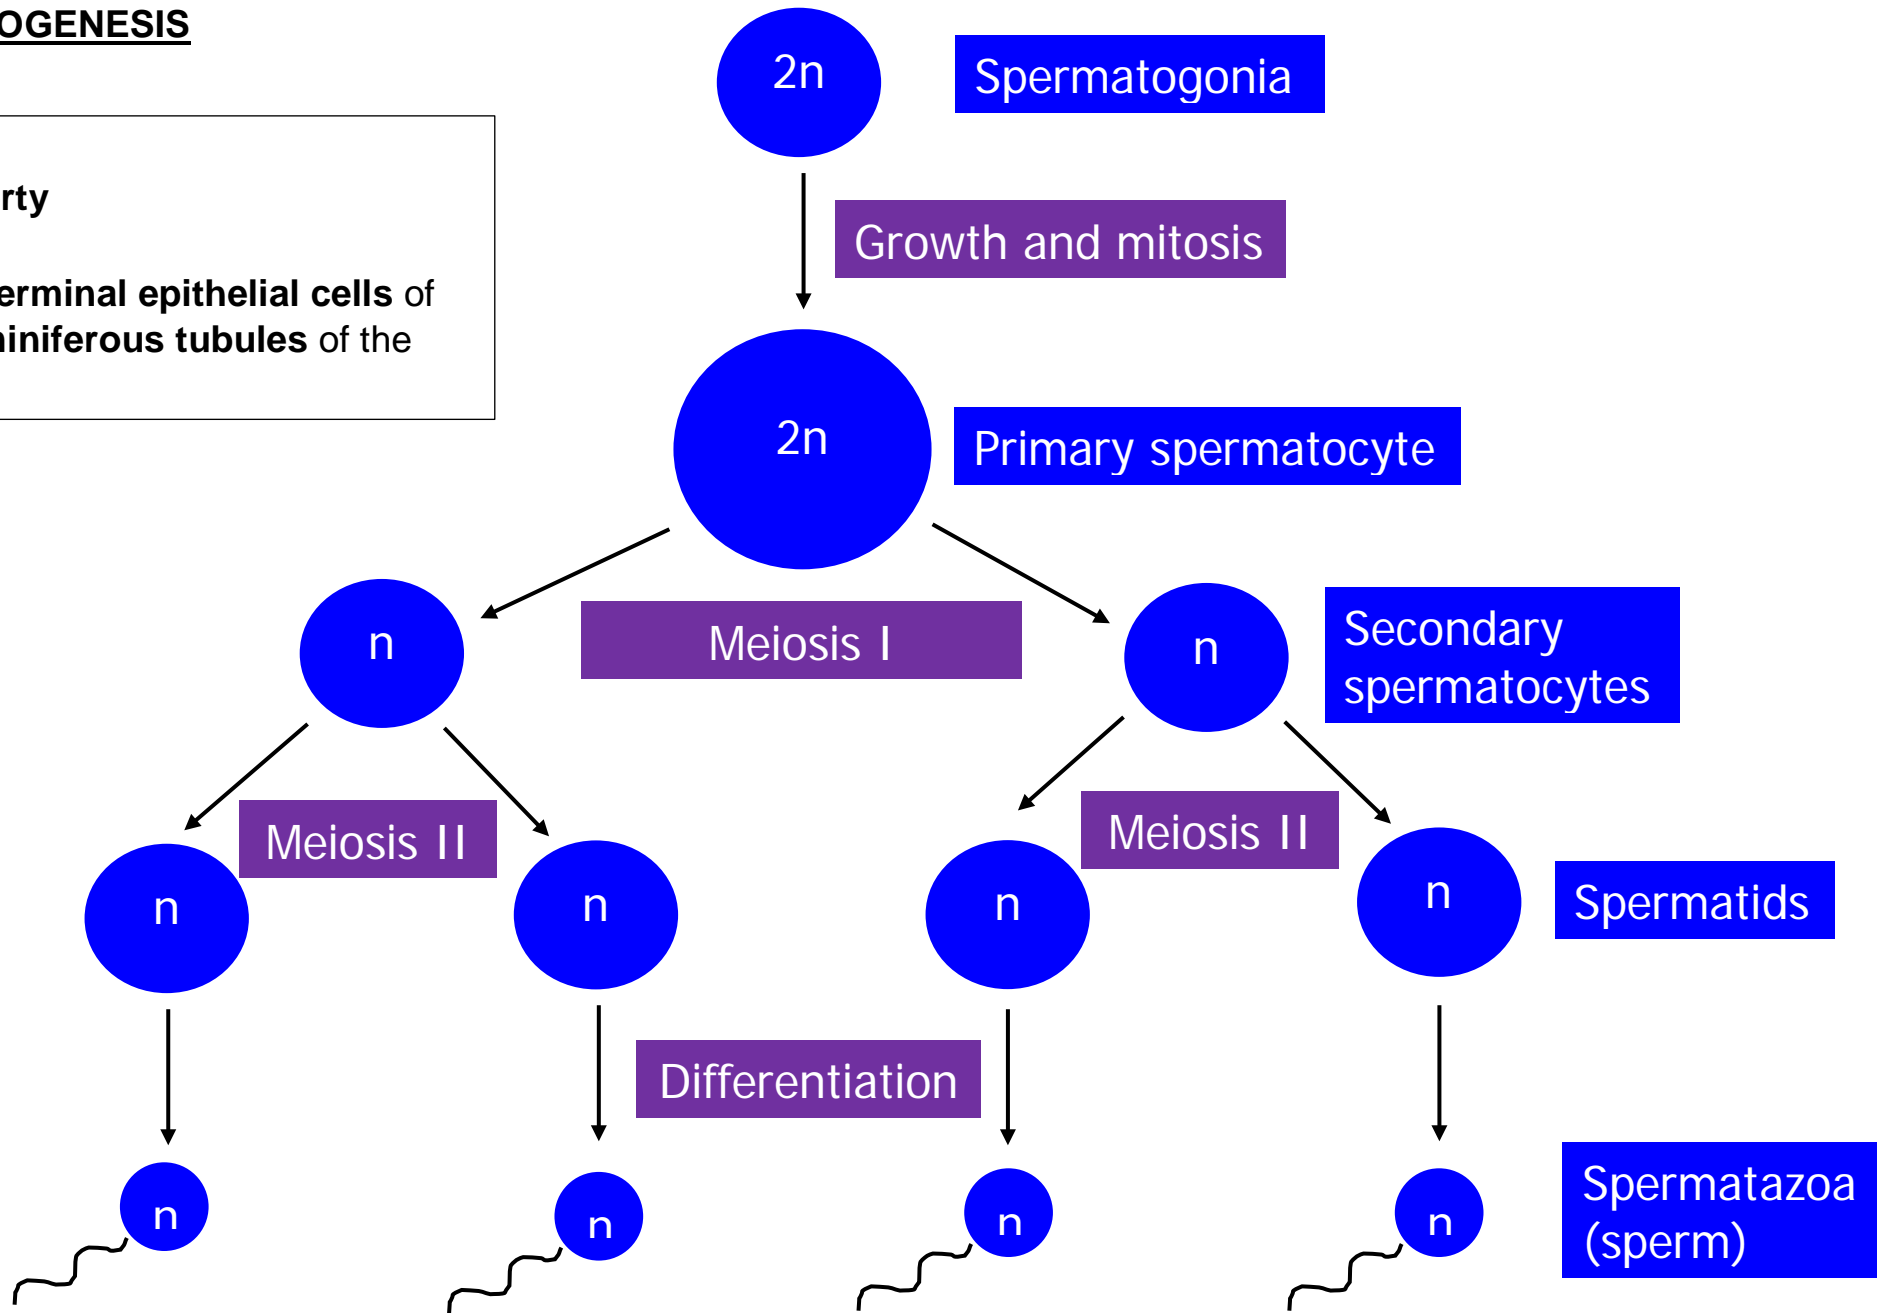 OGENESIS
rty
erminal epithelial cells of
iniferous tubules of the
2n
Spermatogonia
Growth and mitosis
2n
Primary spermatocyte
n
Meiosis I
n
Secondary
spermatocytes
Meiosis II
Meiosis II
n
n
n
n
Spermatids
Differentiation
n
n
n
n
Spermatazoa
(sperm)